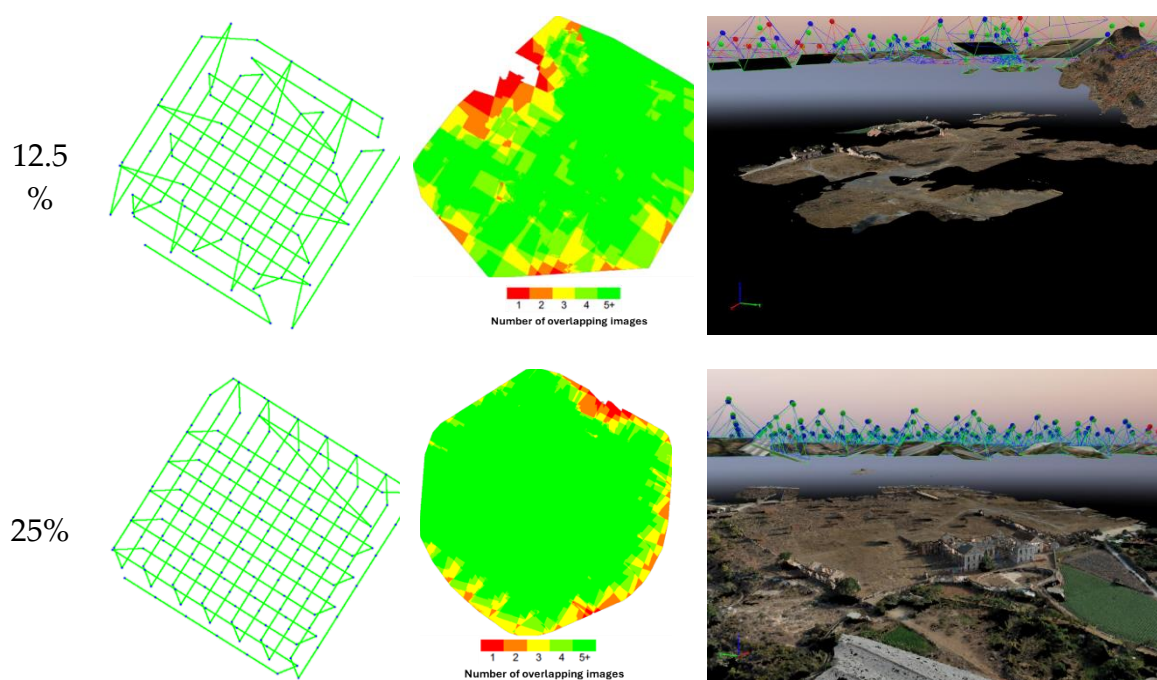 12.5
%
1 2 3 4 5+
Number of overlapping images
25%
1 2 3 4 5+
Number of overlapping images